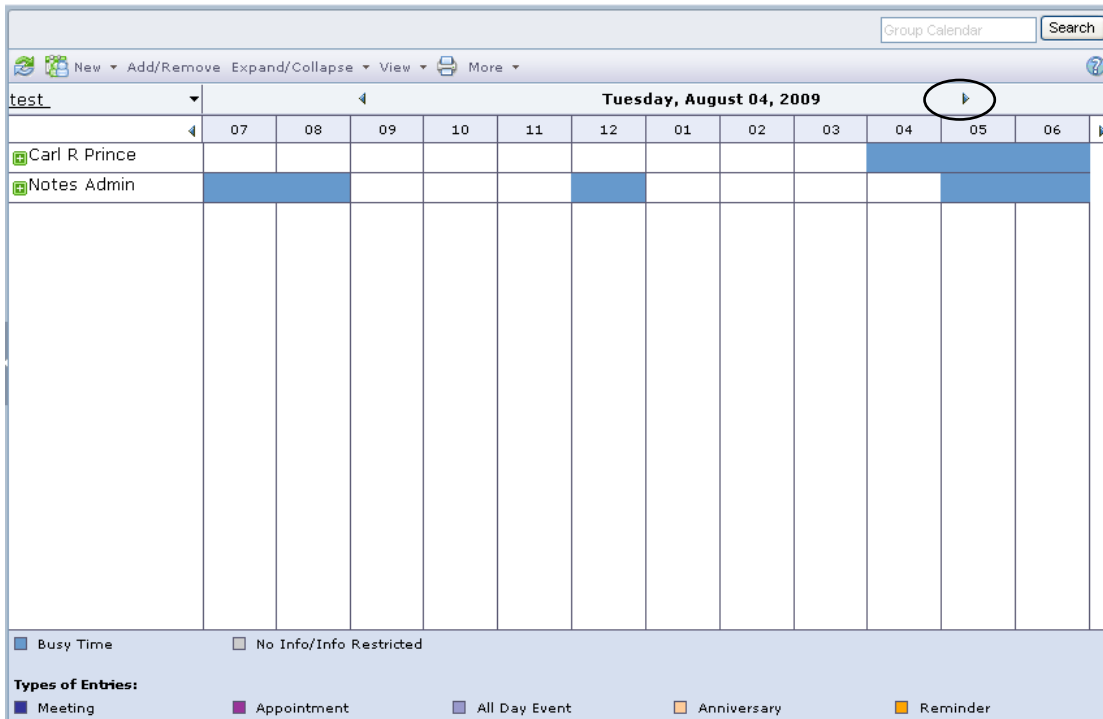 Group Calendar Search
New Add/Remove Expand/Collapse View More
test Tuesday, August 04, 2009
07 08 09 10 11 12 01 02 03 04 05 06
Carl R Prince
Notes Admin
Busy Time No Info/Info Restricted
Types of Entries:
Meeting Appointment All Day Event Anniversary Reminder